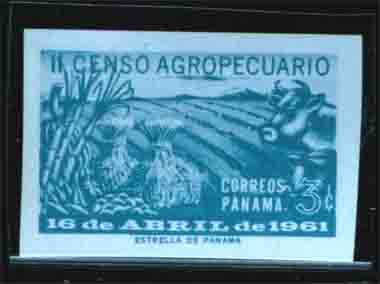 II CENSO AGROPECUARIO
CORREOS
PANAMA. 3¢
16 de ABRIL de 1961
ESTRELLA DE PANAMA